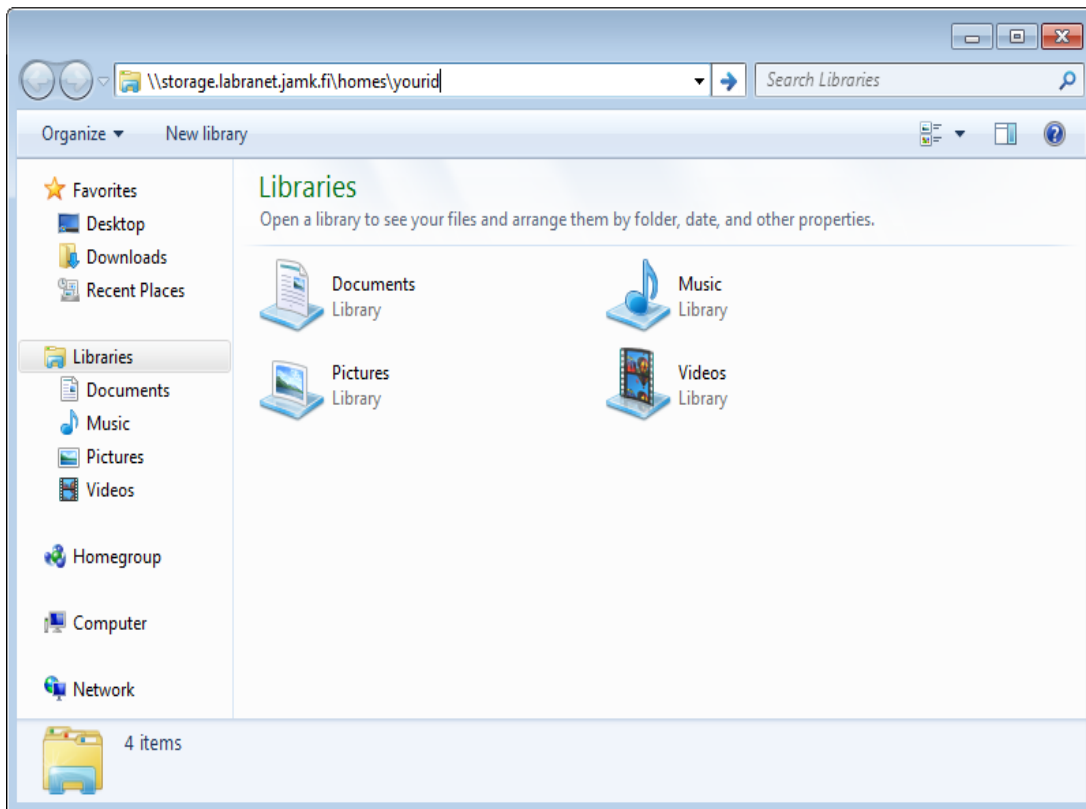 \\storage.labranet.jamk.fi\homes\yourid
Search Libraries
Organize
New library
Favorites
Desktop
Downloads
Recent Places
Libraries
Documents
Music
Pictures
Videos
Homegroup
Computer
Network
Libraries
Open a library to see your files and arrange them by folder, date, and other properties.
Documents
Library
Music
Library
Pictures
Library
Videos
Library
4 items